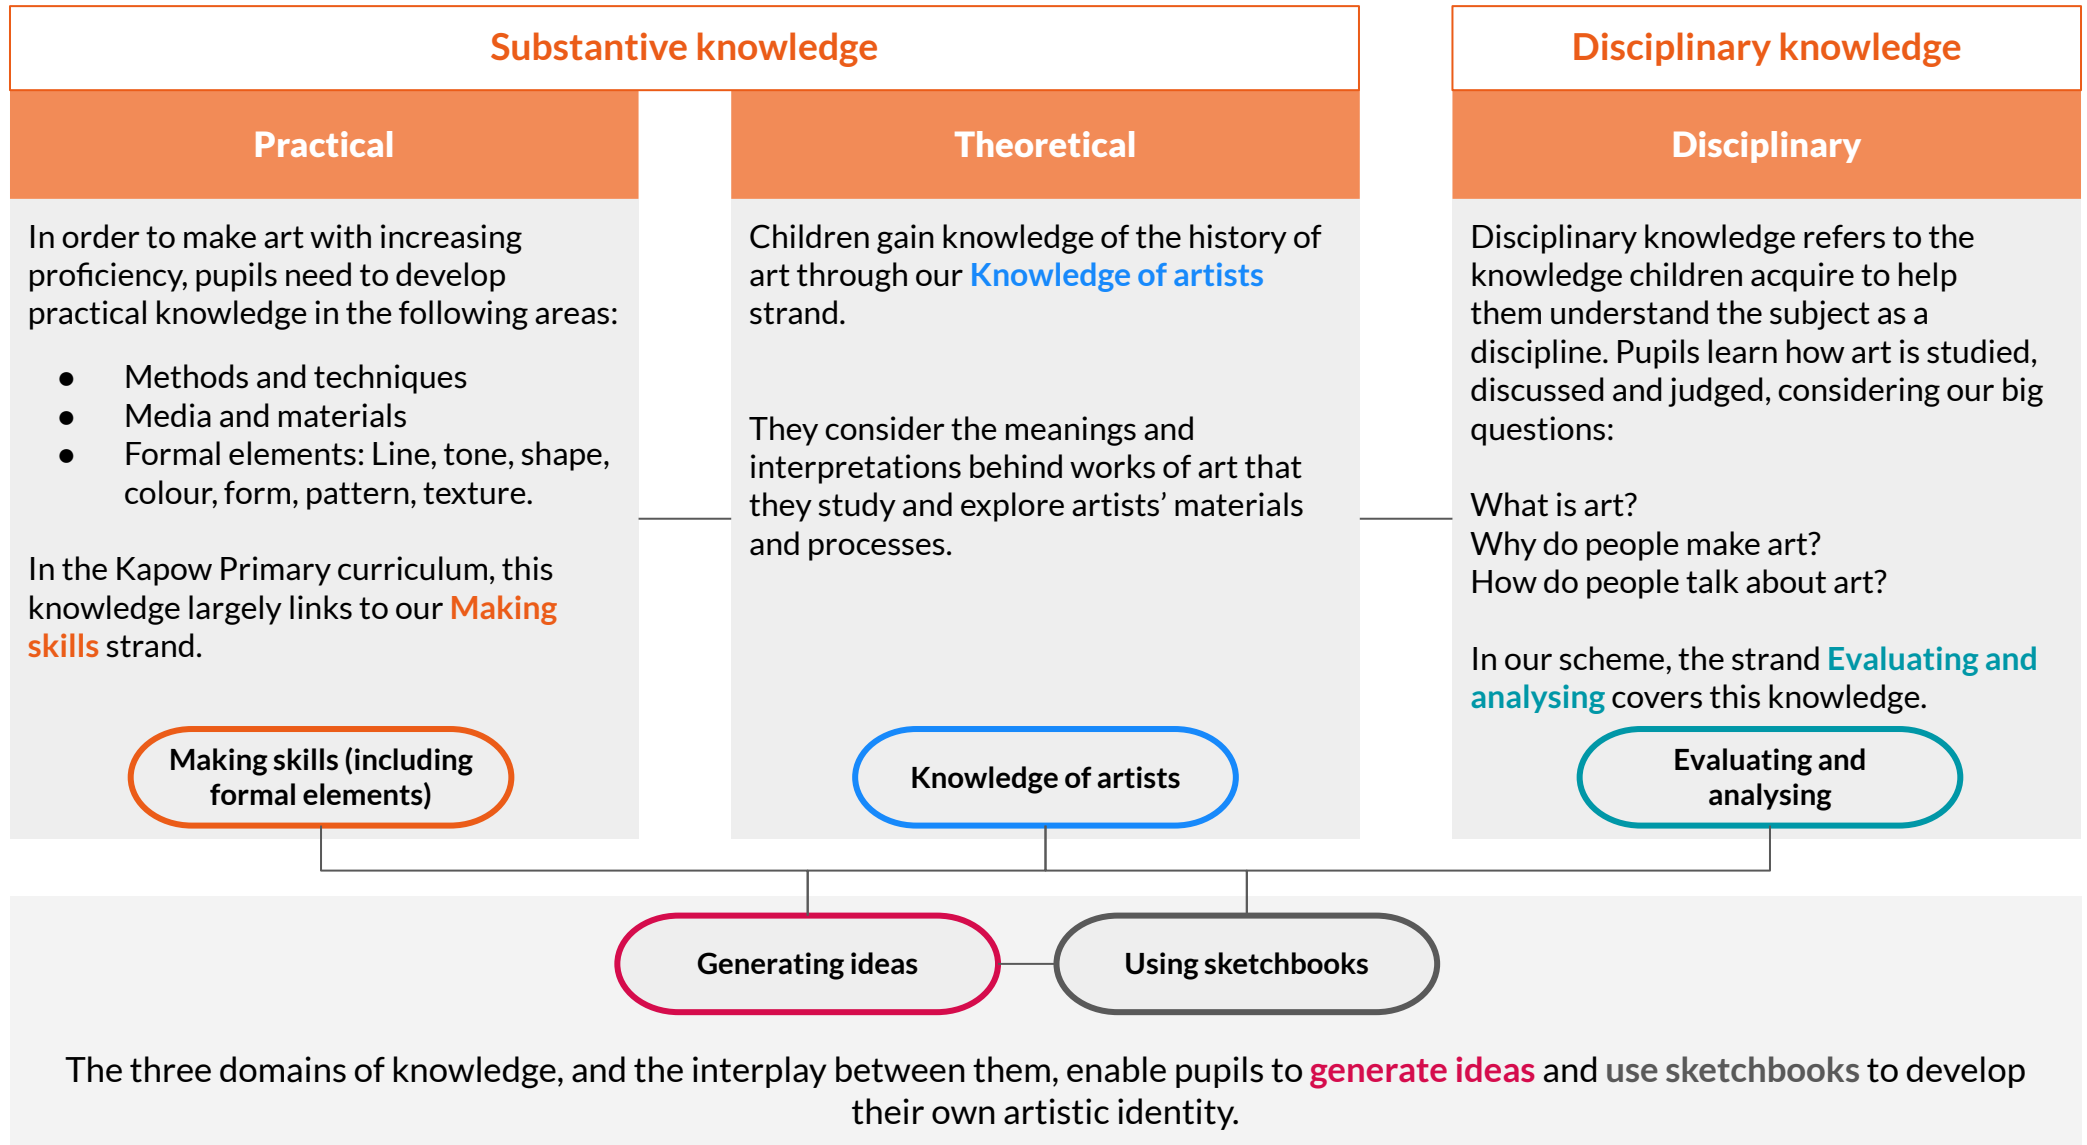 Substantive knowledge
Disciplinary knowledge
Practical
Theoretical
Disciplinary
In order to make art with increasing
proficiency, pupils need to develop
practical knowledge in the following areas:
● Methods and techniques
● Media and materials
● Formal elements: Line, tone, shape,
colour, form, pattern, texture.
In the Kapow Primary curriculum, this
knowledge largely links to our Making
skills strand.
Making skills (including
formal elements)
Children gain knowledge of the history of
art through our Knowledge of artists
strand.
They consider the meanings and
interpretations behind works of art that
they study and explore artists’ materials
and processes.
Knowledge of artists
Disciplinary knowledge refers to the
knowledge children acquire to help
them understand the subject as a
discipline. Pupils learn how art is studied,
discussed and judged, considering our big
questions:
What is art?
Why do people make art?
How do people talk about art?
In our scheme, the strand Evaluating and
analysing covers this knowledge.
Evaluating and
analysing
Generating ideas
Using sketchbooks
The three domains of knowledge, and the interplay between them, enable pupils to generate ideas and use sketchbooks to develop
their own artistic identity.